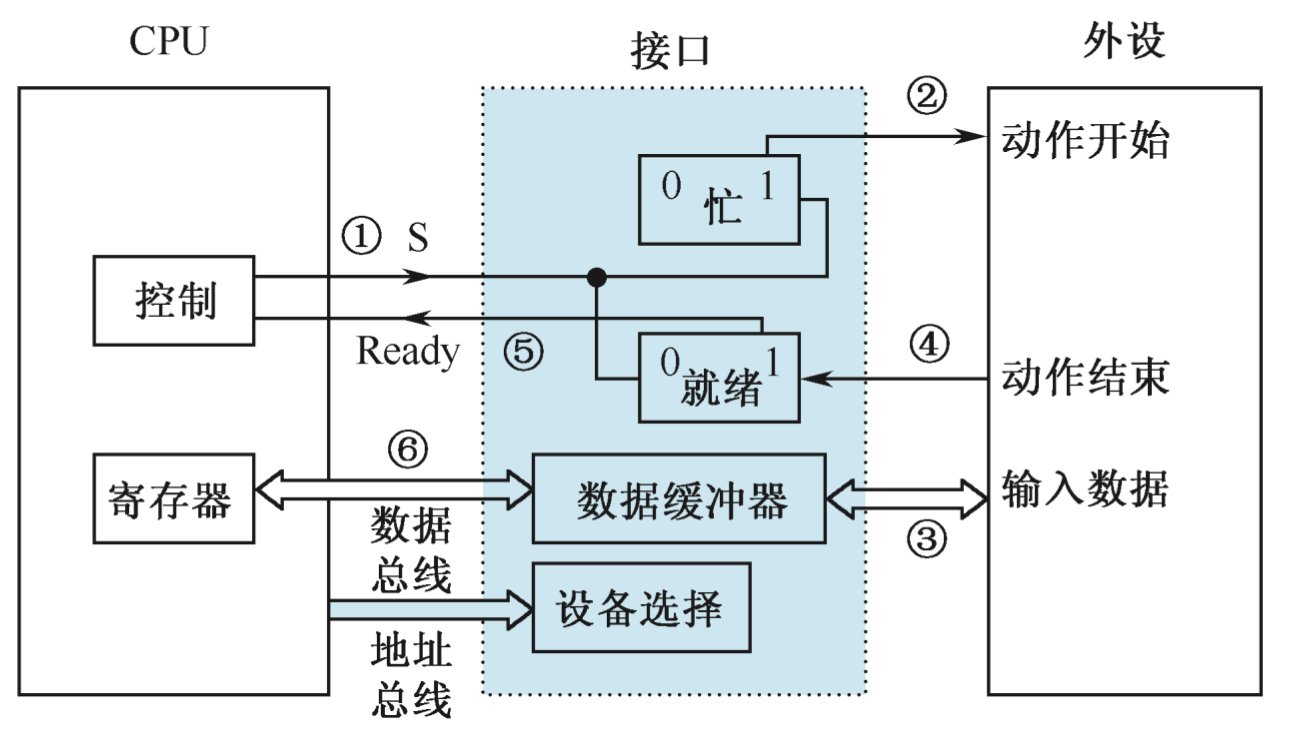 CPU
接口
外设
②
动作开始
0 忙 1
① S
控制
Ready ⑤
0 就绪 1
④
动作结束
⑥
寄存器
数据缓冲器
输入数据
③
数据
总线
设备选择
地址
总线